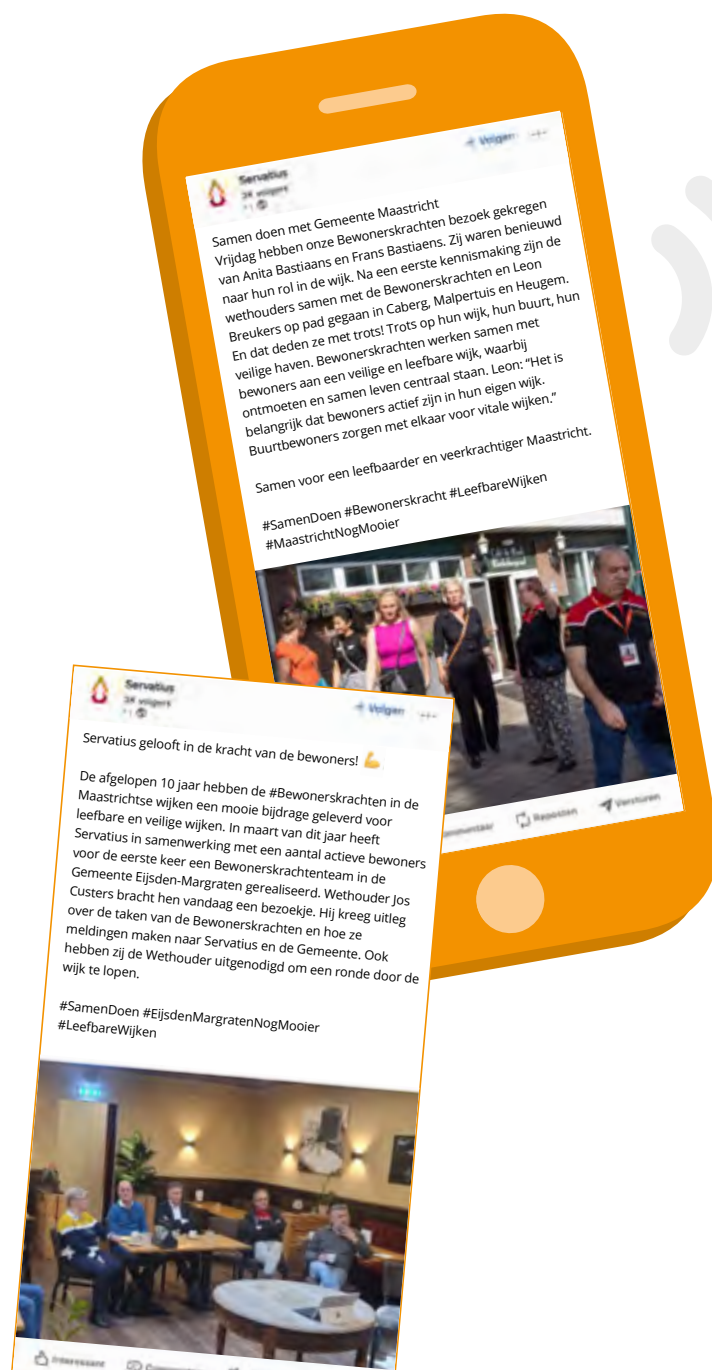 Servatius
3K volgers
+ Volgen
Samen doen met Gemeente Maastricht
Vrijdag hebben onze Bewonerskrachten bezoek gekregen
van Anita Bastiaans en Frans Bastiaens. Zij waren benieuwd
naar hun rol in de wijk. Na een eerste kennismaking zijn de
wethouders samen met de Bewonerskrachten en Leon
Breukers op pad gegaan in Caberg, Malpertuis en Heugem.
En dat deden ze met trots! Trots op hun wijk, hun buurt, hun
veilige haven. Bewonerskrachten werken samen met
bewoners aan een veilige en leefbare wijk, waarbij
ontmoeten en samen leven centraal staan. Leon: “Het is
belangrijk dat bewoners actief zijn in hun eigen wijk.
Buurtbewoners zorgen met elkaar voor vitale wijken.”
Samen voor een leefbaarder en veerkrachtiger Maastricht.
#SamenDoen #Bewonerskracht #LeefbareWijken
#MaastrichtNogMooier
ommentaar Reposten Versturen
Servatius
3K volgers
+ Volgen
Servatius gelooft in de kracht van de bewoners! 💪
De afgelopen 10 jaar hebben de #Bewonerskrachten in de
Maastrichtse wijken een mooie bijdrage geleverd voor
leefbare en veilige wijken. In maart van dit jaar heeft
Servatius in samenwerking met een aantal actieve bewoners
voor de eerste keer een Bewonerskrachtenteam in de
Gemeente Eijsden-Margraten gerealiseerd. Wethouder Jos
Custers bracht hen vandaag een bezoekje. Hij kreeg uitleg
over de taken van de Bewonerskrachten en hoe ze
meldingen maken naar Servatius en de Gemeente. Ook
hebben zij de Wethouder uitgenodigd om een ronde door de
wijk te lopen.
#SamenDoen #EijsdenMargratenNogMooier
#LeefbareWijken
Interessant